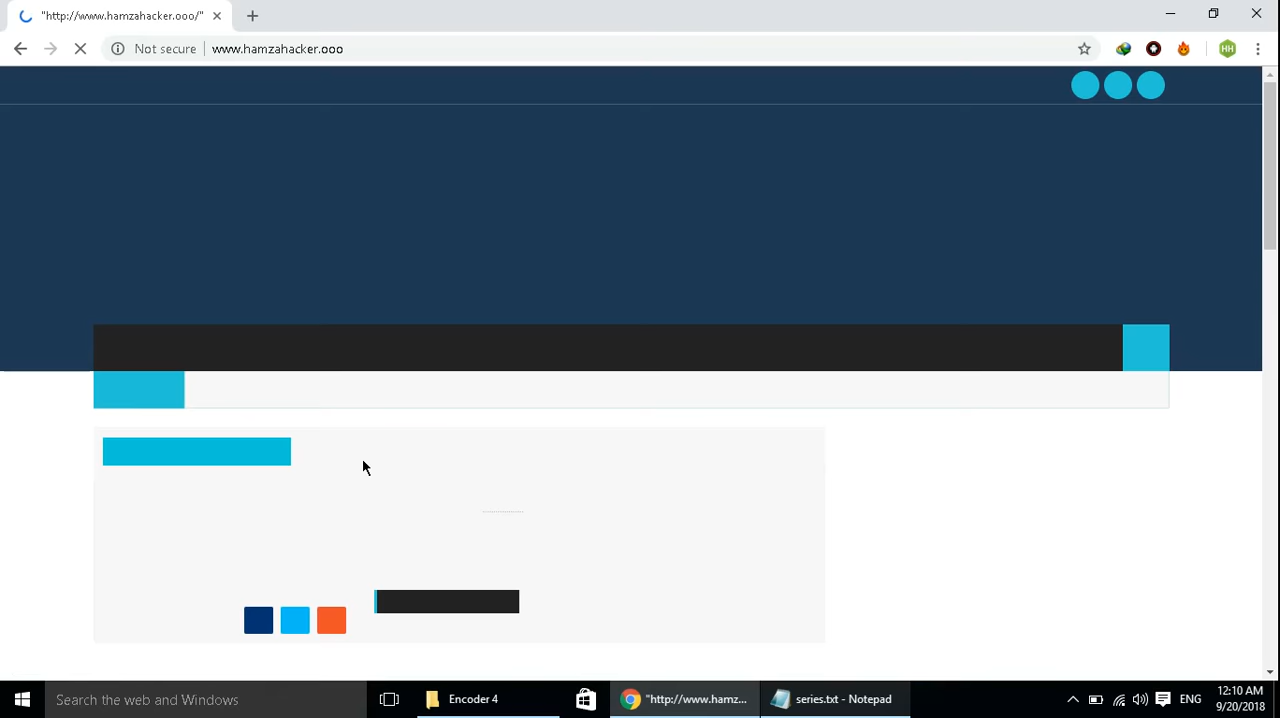 "http://www.hamzahacker.ooo/"
Not secure
www.hamzahacker.ooo
HH
Search the web and Windows
Encoder 4
"http://www.hamz...
series.txt - Notepad
ENG
12:10 AM
9/20/2018